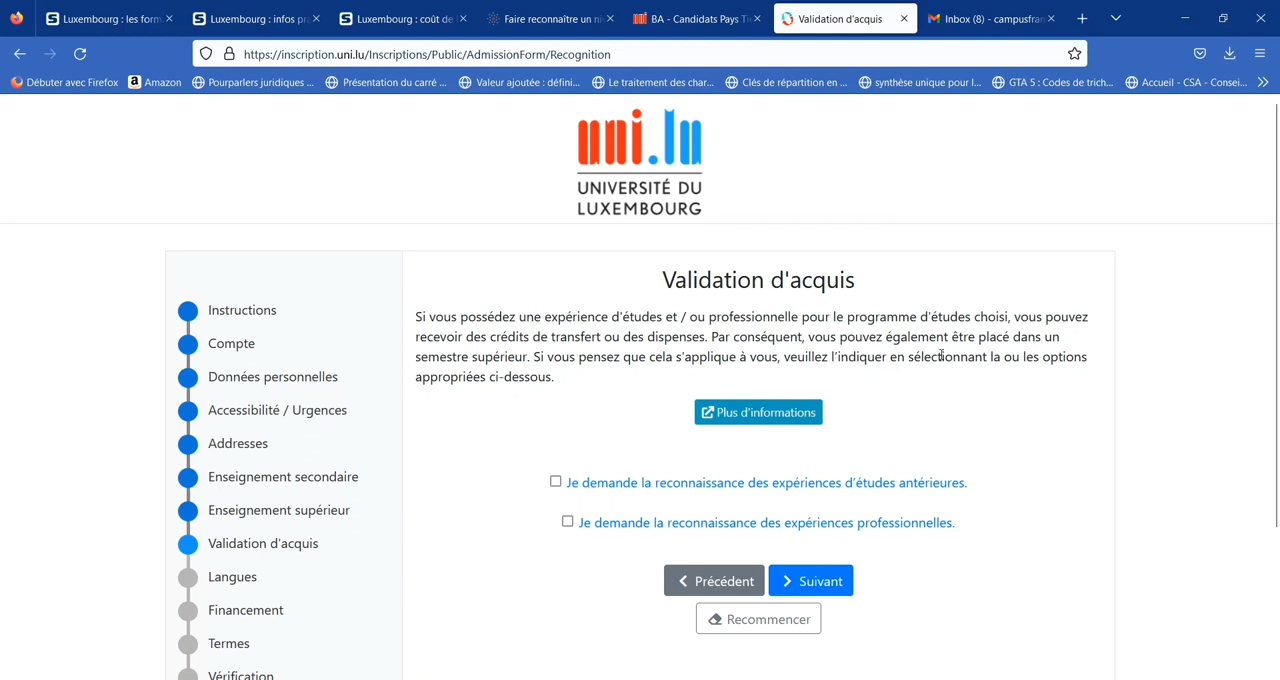 Luxembourg : les form
Luxembourg : infos pr
Luxembourg : coût de
Faire reconnaître un ni
BA - Candidats Pays Ti
Validation d'acquis
Inbox (8) - campusfran
https://inscription.uni.lu/Inscriptions/Public/AdmissionForm/Recognition
Débuter avec Firefox
Amazon
Pourparlers juridiques ...
Présentation du carré ...
Valeur ajoutée : défini...
Le traitement des char...
Clés de répartition en ...
synthèse unique pour l...
GTA 5 : Codes de trich...
Accueil - CSA - Consei...
uni.lu
UNIVERSITÉ DU
LUXEMBOURG
Instructions
Compte
Données personnelles
Accessibilité / Urgences
Addresses
Enseignement secondaire
Enseignement supérieur
Validation d'acquis
Langues
Financement
Termes
Vérification
Validation d'acquis
Si vous possédez une expérience d'études et / ou professionnelle pour le programme d'études choisi, vous pouvez
recevoir des crédits de transfert ou des dispenses. Par conséquent, vous pouvez également être placé dans un
semestre supérieur. Si vous pensez que cela s'applique à vous, veuillez l'indiquer en sélectionnant la ou les options
appropriées ci-dessous.
Plus d'informations
Je demande la reconnaissance des expériences d'études antérieures.
Je demande la reconnaissance des expériences professionnelles.
Précédent
Suivant
Recommencer